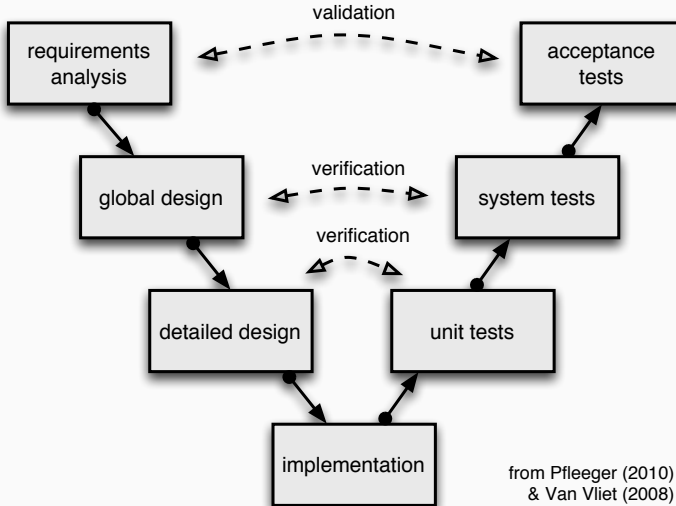 validation
requirements
analysis
acceptance
tests
global design
verification
system tests
verification
detailed design
unit tests
implementation
from Pfleeger (2010)
& Van Vliet (2008)